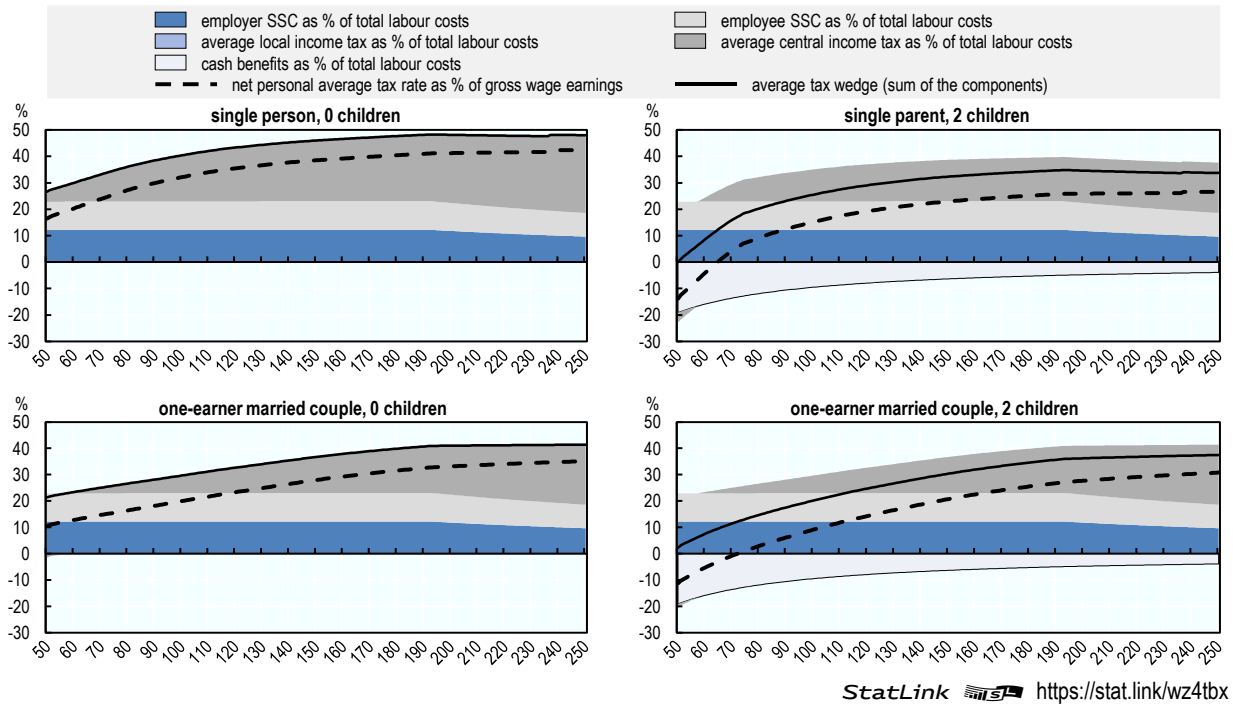 employer SSC as % of total labour costs
employee SSC as % of total labour costs
average local income tax as % of total labour costs
average central income tax as % of total labour costs
cash benefits as % of total labour costs
net personal average tax rate as % of gross wage earnings
average tax wedge (sum of the components)
%
single person, 0 children
50
40
30
20
10
0
-10
-20
-30
50 60 70 80 90 100 110 120 130 140 150 160 170 180 190 200 210 220 230 240 250
%
single parent, 2 children
50
40
30
20
10
0
-10
-20
-30
50 60 70 80 90 100 110 120 130 140 150 160 170 180 190 200 210 220 230 240 250
%
one-earner married couple, 0 children
50
40
30
20
10
0
-10
-20
-30
50 60 70 80 90 100 110 120 130 140 150 160 170 180 190 200 210 220 230 240 250
%
one-earner married couple, 2 children
50
40
30
20
10
0
-10
-20
-30
50 60 70 80 90 100 110 120 130 140 150 160 170 180 190 200 210 220 230 240 250
StatLink SL https://stat.link/wz4tbx